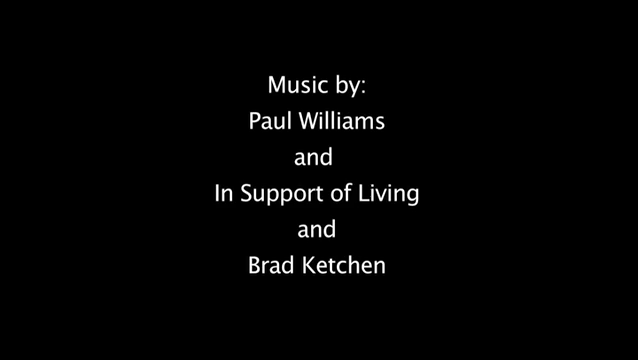 Music by:
Paul Williams
and
In Support of Living
and
Brad Ketchen